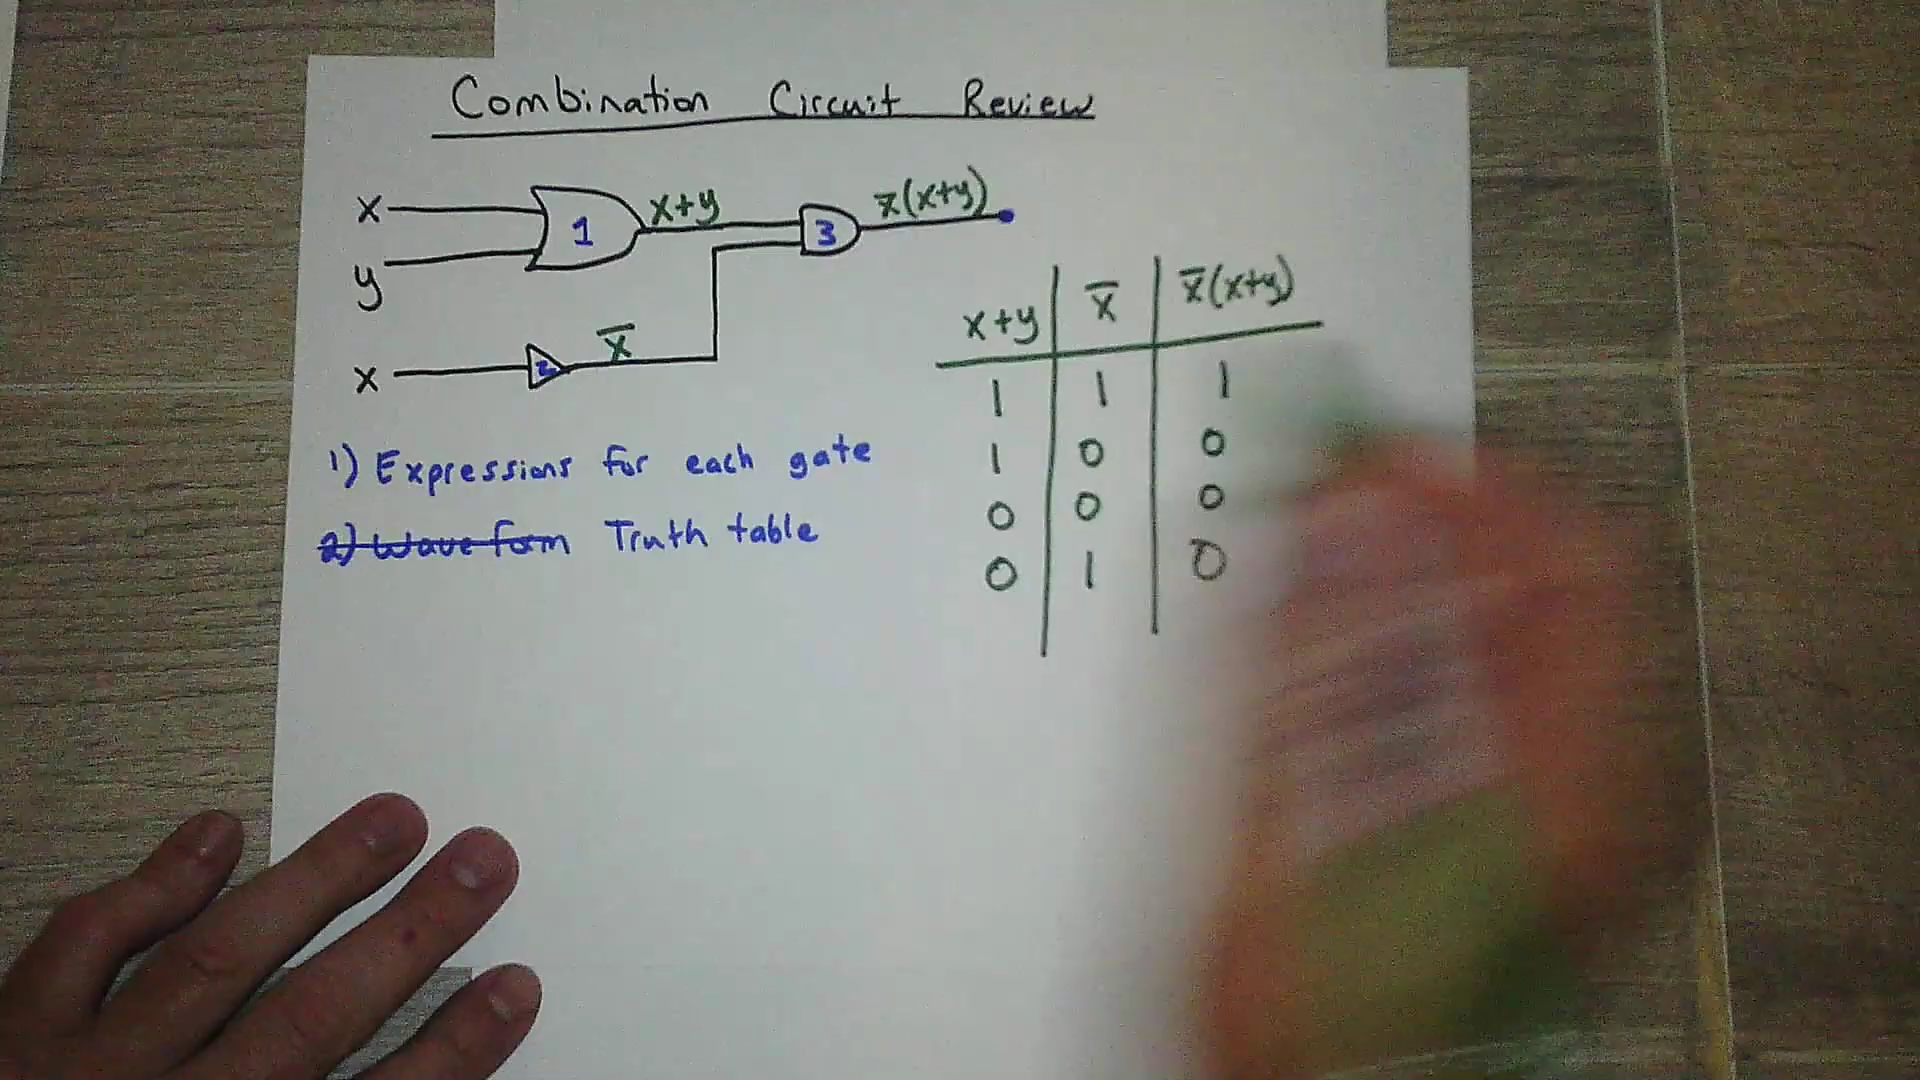 Combination Circuit Review
x
y
1
x+y
3
x̅(x+y)
x
2
x̅
1) Expressions for each gate
2) Wave form Truth table
x+y x̅ x̅(x+y)
1 1 1
1 0 0
0 0 0
0 1 0